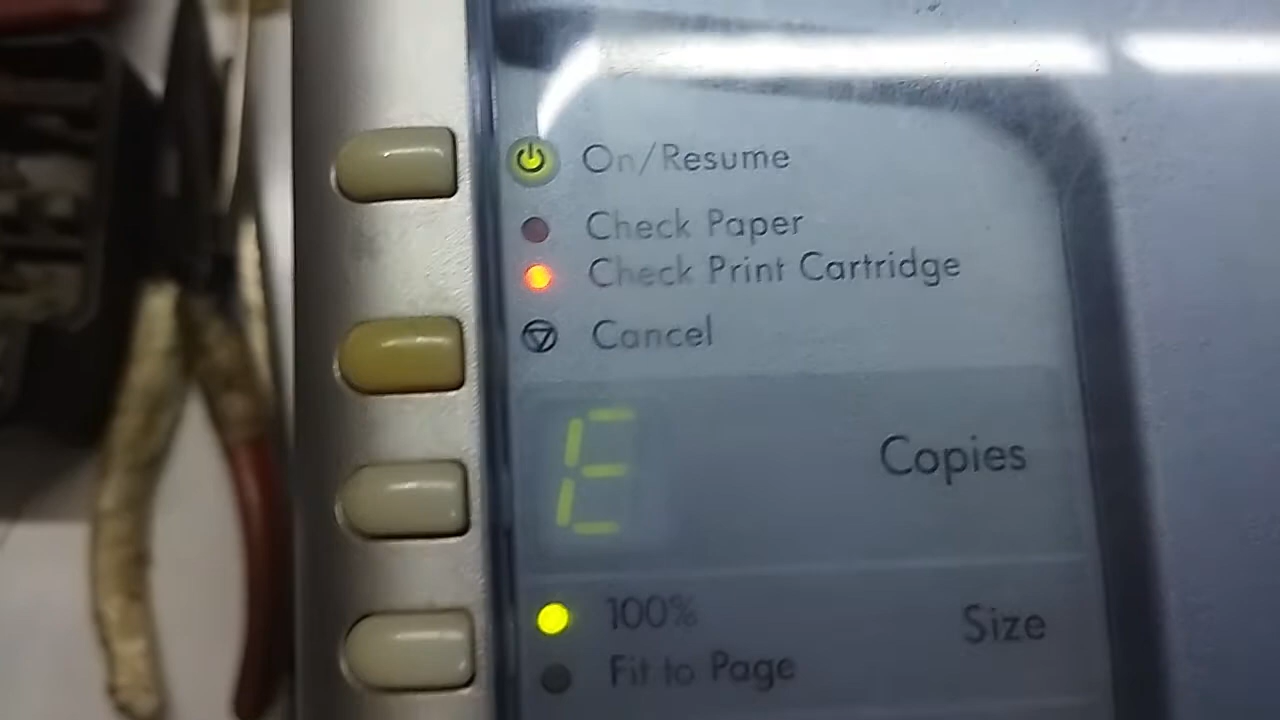 On/Resume
Check Paper
Check Print Cartridge
Cancel
E
Copies
100%
Size
Fit to Page